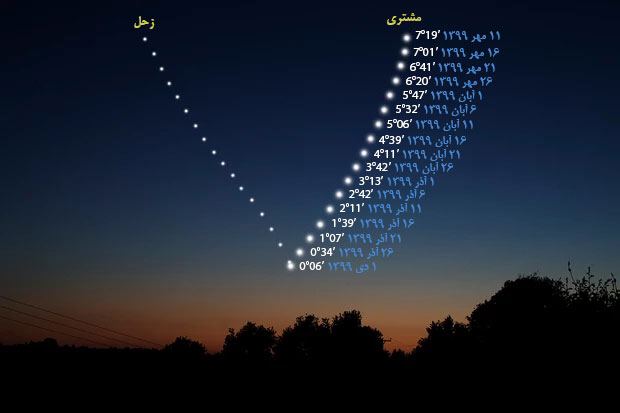 زحل
مشتری
7°19′ ۱۱ مهر ۱۳۹۹
7°01′ ۱۶ مهر ۱۳۹۹
6°41′ ۲۱ مهر ۱۳۹۹
6°20′ ۲۶ مهر ۱۳۹۹
5°47′ ۱ آبان ۱۳۹۹
5°32′ ۶ آبان ۱۳۹۹
5°06′ ۱۱ آبان ۱۳۹۹
4°39′ ۱۶ آبان ۱۳۹۹
4°11′ ۲۱ آبان ۱۳۹۹
3°42′ ۲۶ آبان ۱۳۹۹
3°13′ ۱ آذر ۱۳۹۹
2°42′ ۶ آذر ۱۳۹۹
2°11′ ۱۱ آذر ۱۳۹۹
1°39′ ۱۶ آذر ۱۳۹۹
1°07′ ۲۱ آذر ۱۳۹۹
0°34′ ۲۶ آذر ۱۳۹۹
0°06′ ۱ دی ۱۳۹۹